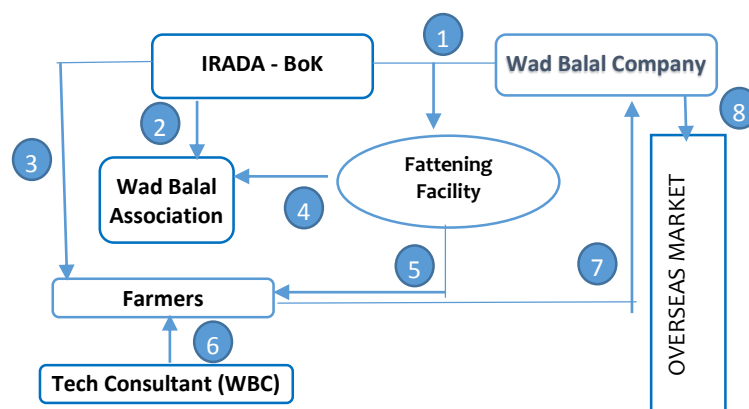 1
IRADA - BoK
Wad Balal Company
2
8
3
Wad Balal
Association
Fattening
Facility
4
5
7
Farmers
6
Tech Consultant (WBC)
OVERSEAS MARKET